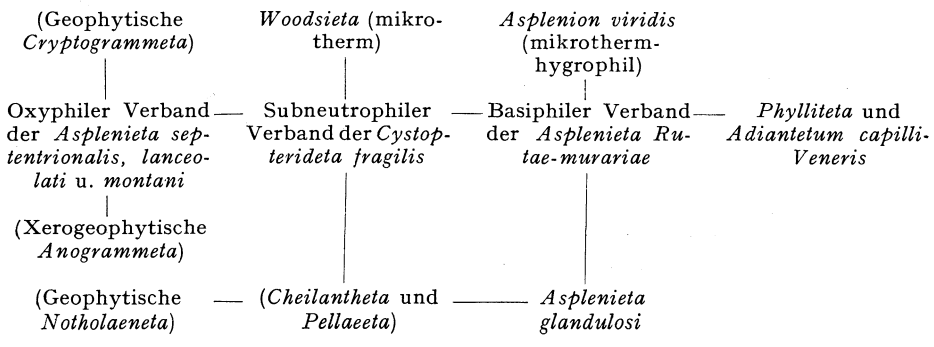 (Geophytische
Cryptogrammeta)
Woodsieta (mikro-
therm)
Asplenion viridis
(mikrotherm-
hygrophil)
Oxyphiler Verband
der Asplenieta sep-
tentrionalis, lanceo-
lati u. montani
Subneutrophiler
Verband der Cystop-
terideta fragilis
Basiphiler Verband
der Asplenieta Ru-
tae-murariae
Phylliteta und
Adiantetum capilli-
Veneris
(Xerogeophytische
Anogrammeta)
(Geophytische
Notholaeneta)
(Cheilantheta und
Pellaeeta)
Asplenieta
glandulosi